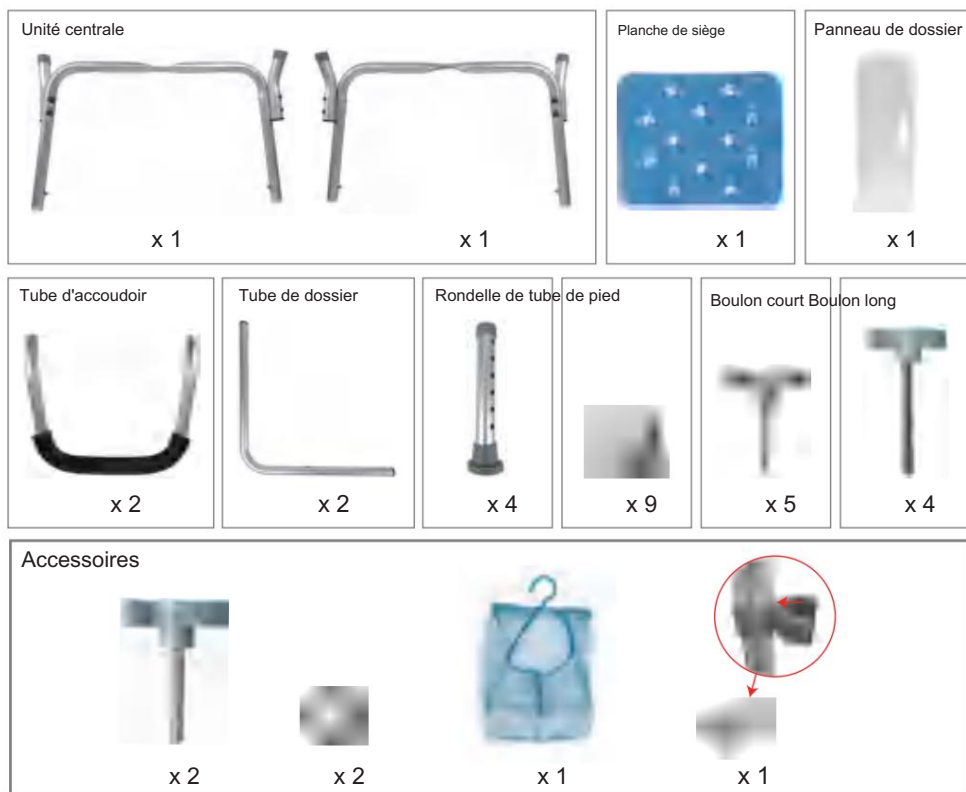 Unité centrale
Planche de siège
Panneau de dossier
x 1
x 1
x 1
x 1
Tube d'accoudoir
Tube de dossier
Rondelle de tube de pied
Boulon court Boulon long
x 2
x 2
x 4
x 9
x 5
x 4
Accessoires
x 2
x 2
x 1
x 1